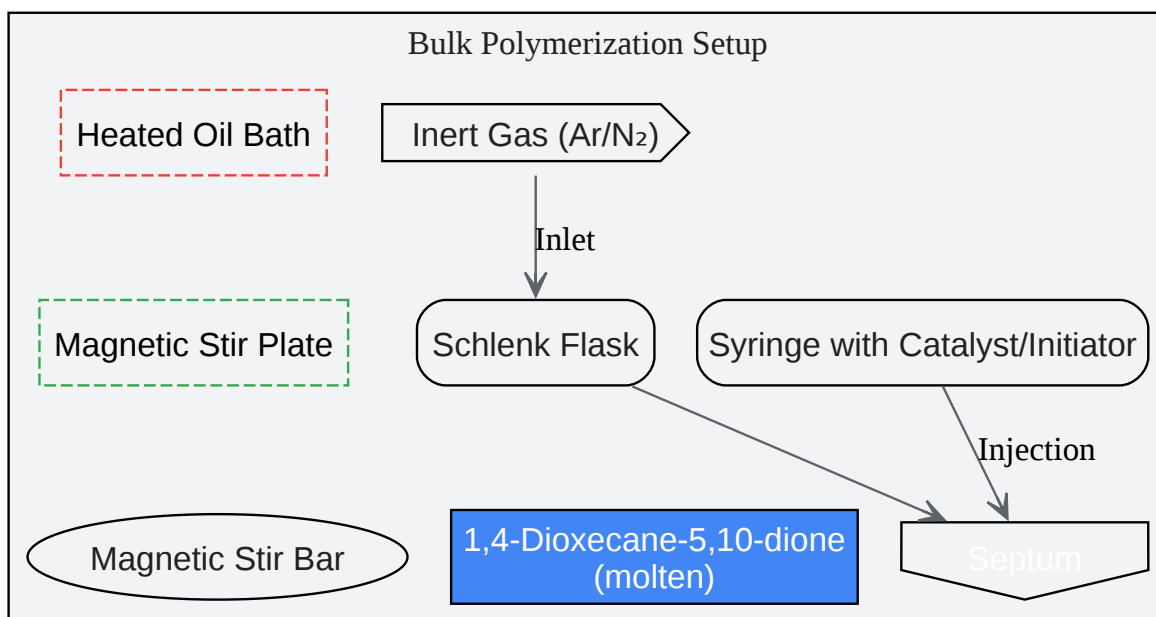 Bulk Polymerization Setup
Heated Oil Bath
Inert Gas (Ar/N₂)
Inlet
Magnetic Stir Plate
Schlenk Flask
Syringe with Catalyst/Initiator
Injection
Magnetic Stir Bar
1,4-Dioxecane-5,10-dione
(molten)
Septum